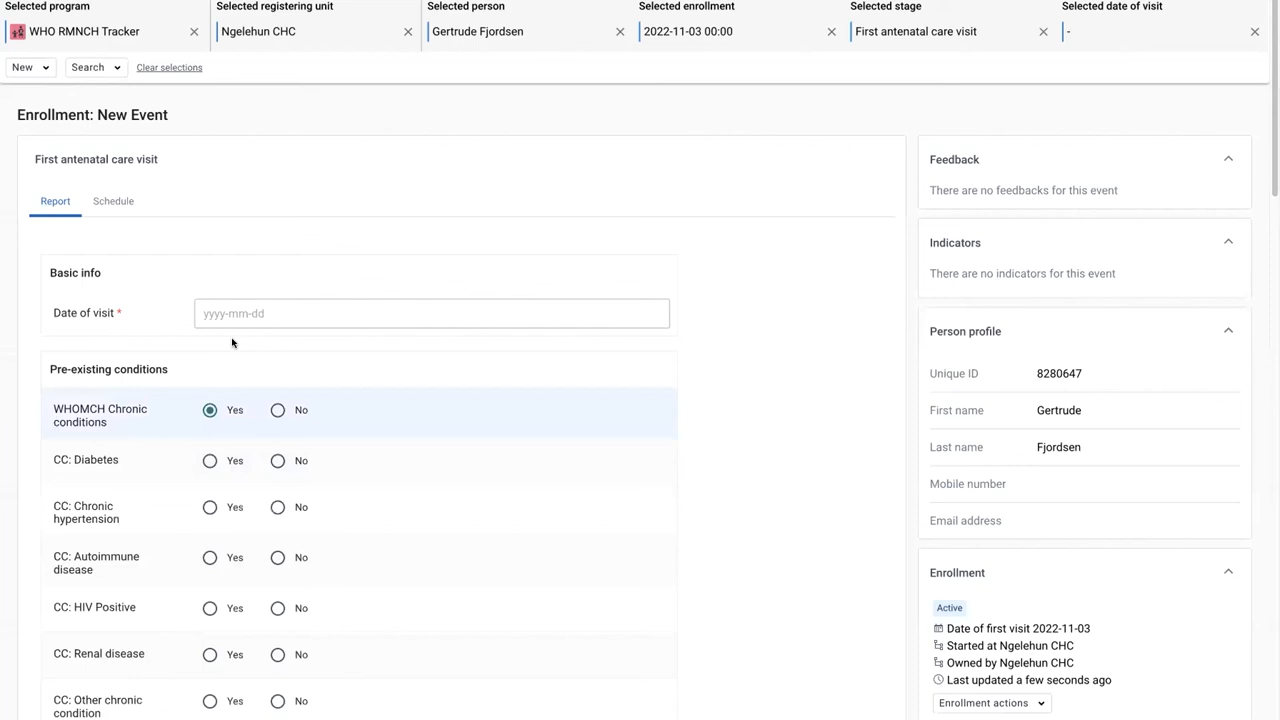 Selected program
Selected registering unit
Selected person
Selected enrollment
Selected stage
Selected date of visit
WHO RMNCH Tracker
Ngelehun CHC
Gertrude Fjordsen
2022-11-03 00:00
First antenatal care visit
-
New
Search
Clear selections
Enrollment: New Event
First antenatal care visit
Report
Schedule
Basic info
Date of visit *
yyyy-mm-dd
Pre-existing conditions
WHOMCH Chronic
conditions
Yes
No
CC: Diabetes
Yes
No
CC: Chronic
hypertension
Yes
No
CC: Autoimmune
disease
Yes
No
CC: HIV Positive
Yes
No
CC: Renal disease
Yes
No
CC: Other chronic
condition
Yes
No
Feedback
There are no feedbacks for this event
Indicators
There are no indicators for this event
Person profile
Unique ID
8280647
First name
Gertrude
Last name
Fjordsen
Mobile number
Email address
Enrollment
Active
Date of first visit 2022-11-03
Started at Ngelehun CHC
Owned by Ngelehun CHC
Last updated a few seconds ago
Enrollment actions